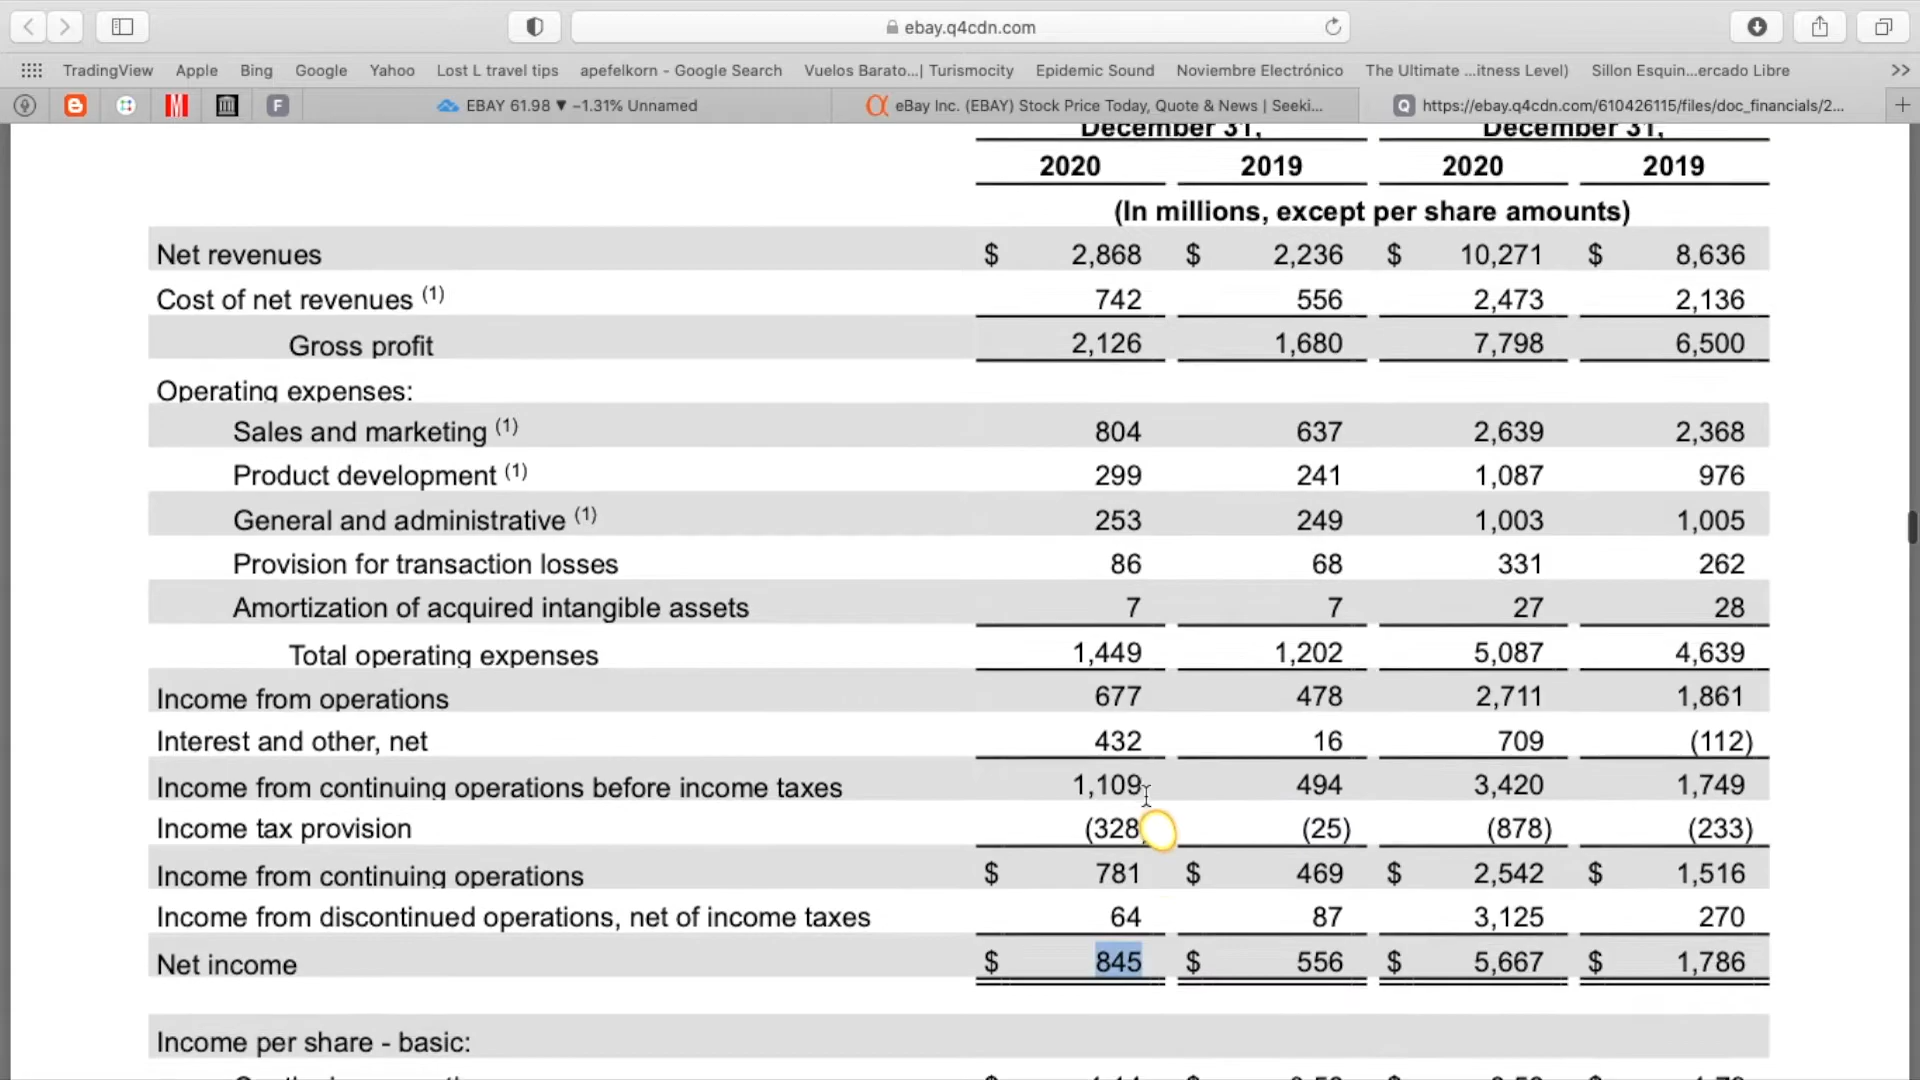 ebay.q4cdn.com
TradingView Apple Bing Google Yahoo Lost L travel tips apefelkorn - Google Search Vuelos Barato...| Turismocity Epidemic Sound Noviembre Electrónico The Ultimate ...itness Level) Sillon Esquin...ercado Libre >>
F EBAY 61.98 ▼ −1.31% Unnamed eBay Inc. (EBAY) Stock Price Today, Quote & News | Seeki... Q https://ebay.q4cdn.com/610426115/files/doc_financials/2... +
December 31, December 31,
2020 2019 2020 2019
(In millions, except per share amounts)
Net revenues $ 2,868 $ 2,236 $ 10,271 $ 8,636
Cost of net revenues (1) 742 556 2,473 2,136
Gross profit 2,126 1,680 7,798 6,500
Operating expenses:
Sales and marketing (1) 804 637 2,639 2,368
Product development (1) 299 241 1,087 976
General and administrative (1) 253 249 1,003 1,005
Provision for transaction losses 86 68 331 262
Amortization of acquired intangible assets 7 7 27 28
Total operating expenses 1,449 1,202 5,087 4,639
Income from operations 677 478 2,711 1,861
Interest and other, net 432 16 709 (112)
Income from continuing operations before income taxes 1,109 494 3,420 1,749
Income tax provision (328 (25) (878) (233)
Income from continuing operations $ 781 $ 469 $ 2,542 $ 1,516
Income from discontinued operations, net of income taxes 64 87 3,125 270
Net income $ 845 $ 556 $ 5,667 $ 1,786
Income per share - basic: